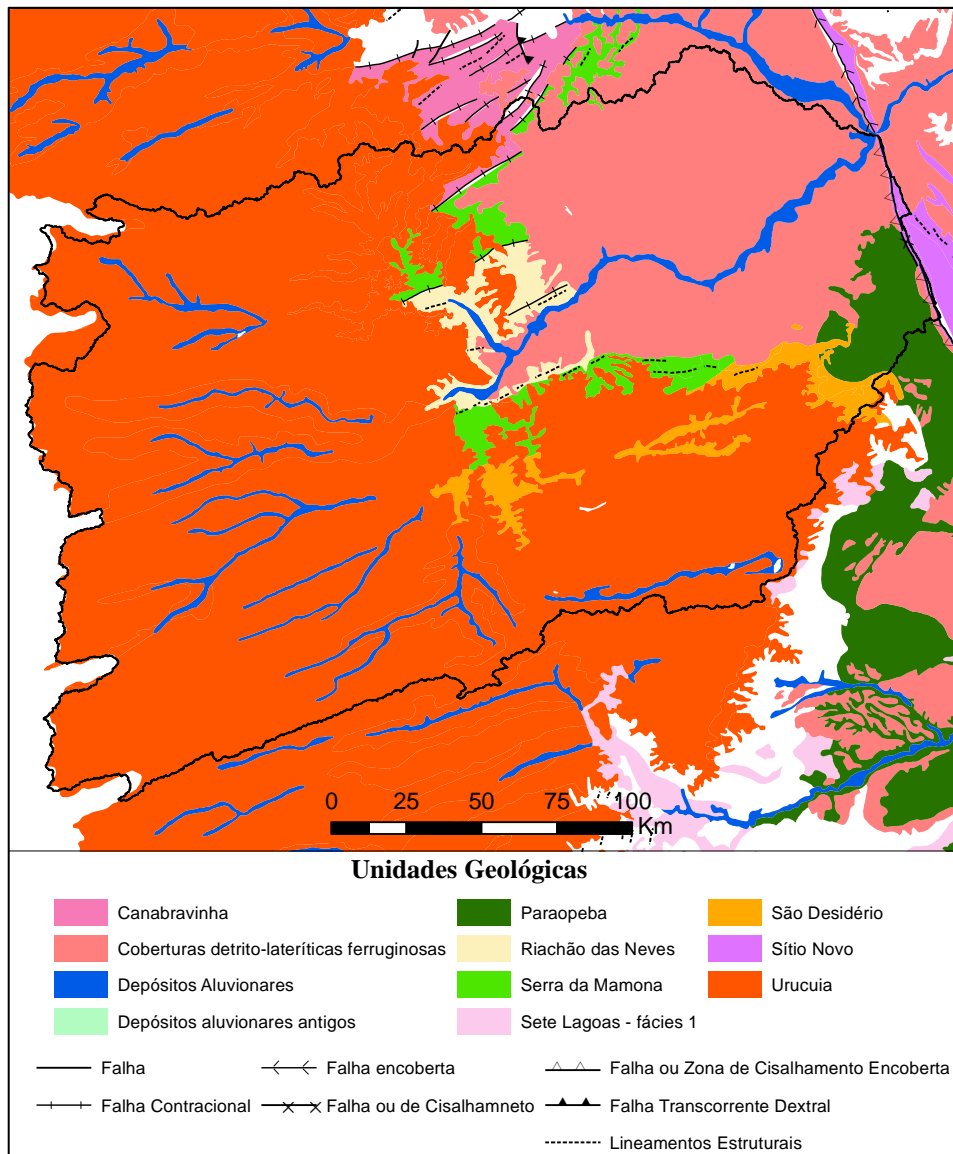 0 25 50 75 100
Km
Unidades Geológicas
Canabravinha
Coberturas detrito-lateríticas ferruginosas
Depósitos Aluvionares
Depósitos aluvionares antigos
Paraopeba
Riachão das Neves
Serra da Mamona
Sete Lagoas - fácies 1
São Desidério
Sítio Novo
Urucuia
Falha
Falha encoberta
Falha ou Zona de Cisalhamento Encoberta
Falha Contracional
Falha ou de Cisalhamneto
Falha Transcorrente Dextral
Lineamentos Estruturais